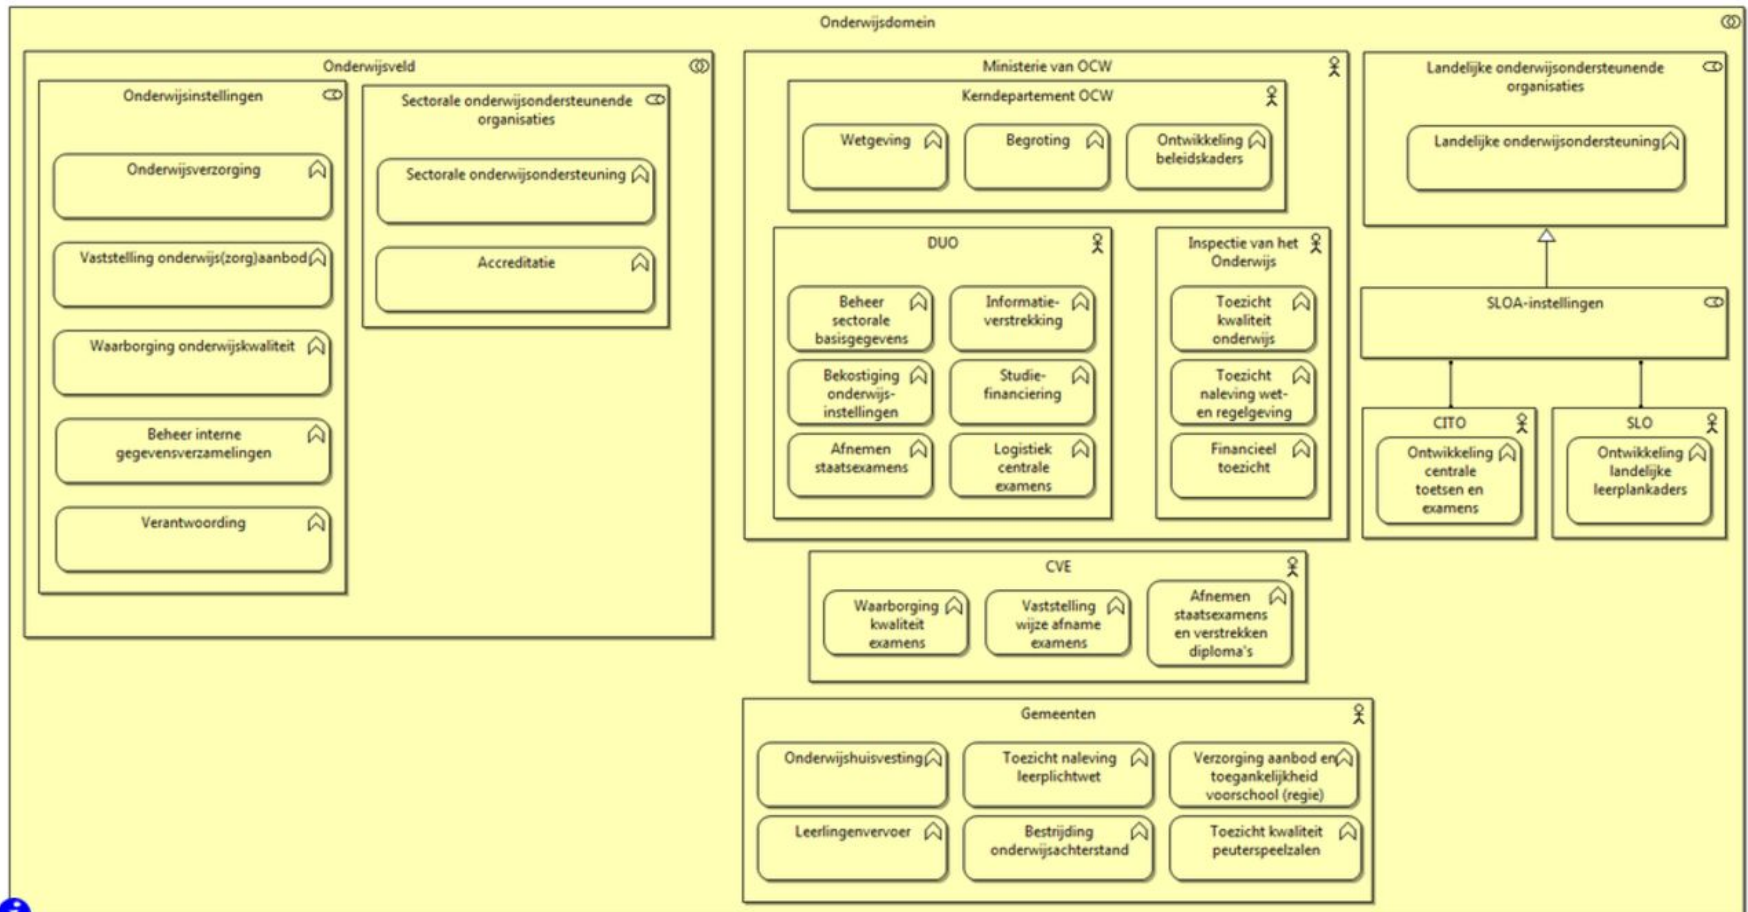 Onderwijsdomein
Onderwijsveld
Onderwijsinstellingen
Onderwijsverzorging
Vaststelling onderwijs(zorg)aanbod
Waarborging onderwijskwaliteit
Beheer interne
gegevensverzamelingen
Verantwoording
Sectorale onderwijsondersteunende
organisaties
Sectorale onderwijsondersteuning
Accreditatie
Ministerie van OCW
Kerndepartement OCW
Wetgeving
Begroting
Ontwikkeling
beleidskaders
DUO
Beheer
sectorale
basisgegevens
Informatie-
verstrekking
Bekostiging
onderwijs-
instellingen
Studie-
financiering
Afnemen
staatsexamens
Logistiek
centrale
examens
Inspectie van het
Onderwijs
Toezicht
kwaliteit
onderwijs
Toezicht
naleving wet-
en regelgeving
Financieel
toezicht
Landelijke onderwijsondersteunende
organisaties
Landelijke onderwijsondersteuning
SLOA-instellingen
CITO
Ontwikkeling
centrale
toetsen en
examens
SLO
Ontwikkeling
landelijke
leerplankaders
CVE
Waarborging
kwaliteit
examens
Vaststelling
wijze afname
examens
Afnemen
staatsexamens
en verstrekken
diploma's
Gemeenten
Onderwijshuisvesting
Toezicht naleving
leerplichtwet
Verzorging aanbod en
toegankelijkheid
voorschool (regie)
Leerlingenvervoer
Bestrijding
onderwijsachterstand
Toezicht kwaliteit
peuterspeelzalen